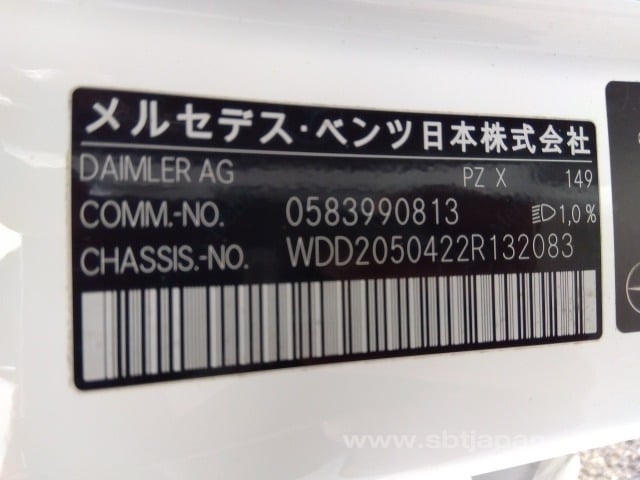 メルセデス・ベンツ日本株式会社
DAIMLER AG PZ X 149
COMM.-NO. 0583990813 1,0%
CHASSIS.-NO. WDD2050422R132083
www.sbtjapan.